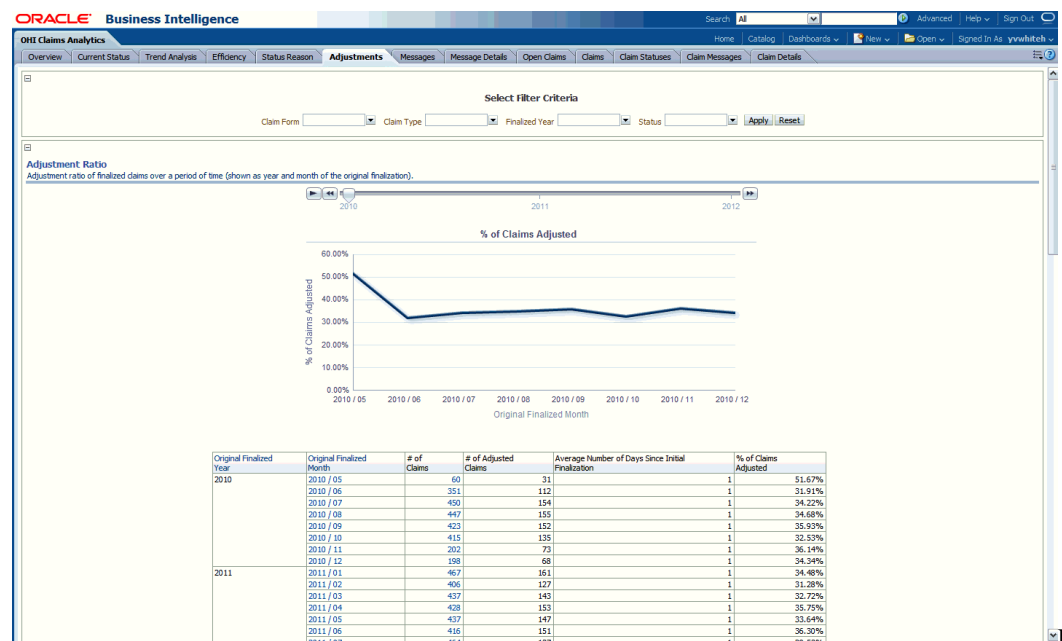 ORACLE Business Intelligence
Search All Advanced Help Sign Out
OHI Claims Analytics
Home Catalog Dashboards New Open Signed In As yvwhiteh
Overview Current Status Trend Analysis Efficiency Status Reason Adjustments Messages Message Details Open Claims Claims Claim Statuses Claim Messages Claim Details
Select Filter Criteria
Claim Form Claim Type Finalized Year Status Apply Reset
Adjustment Ratio
Adjustment ratio of finalized claims over a period of time (shown as year and month of the original finalization).
2010 2011 2012
% of Claims Adjusted
60.00%
50.00%
40.00%
30.00%
20.00%
10.00%
0.00%
% of Claims Adjusted
2010 / 05 2010 / 06 2010 / 07 2010 / 08 2010 / 09 2010 / 10 2010 / 11 2010 / 12
Original Finalized Month
Original Finalized Year Original Finalized Month # of Claims # of Adjusted Claims Average Number of Days Since Initial Finalization % of Claims Adjusted
2010 2010 / 05 60 31 1 51.67%
2010 / 06 351 112 1 31.91%
2010 / 07 450 154 1 34.22%
2010 / 08 447 155 1 34.68%
2010 / 09 423 152 1 35.93%
2010 / 10 415 135 1 32.53%
2010 / 11 202 73 1 36.14%
2010 / 12 198 68 1 34.34%
2011 2011 / 01 467 161 1 34.48%
2011 / 02 406 127 1 31.28%
2011 / 03 437 143 1 32.72%
2011 / 04 428 153 1 35.75%
2011 / 05 437 147 1 33.64%
2011 / 06 416 151 1 36.30%